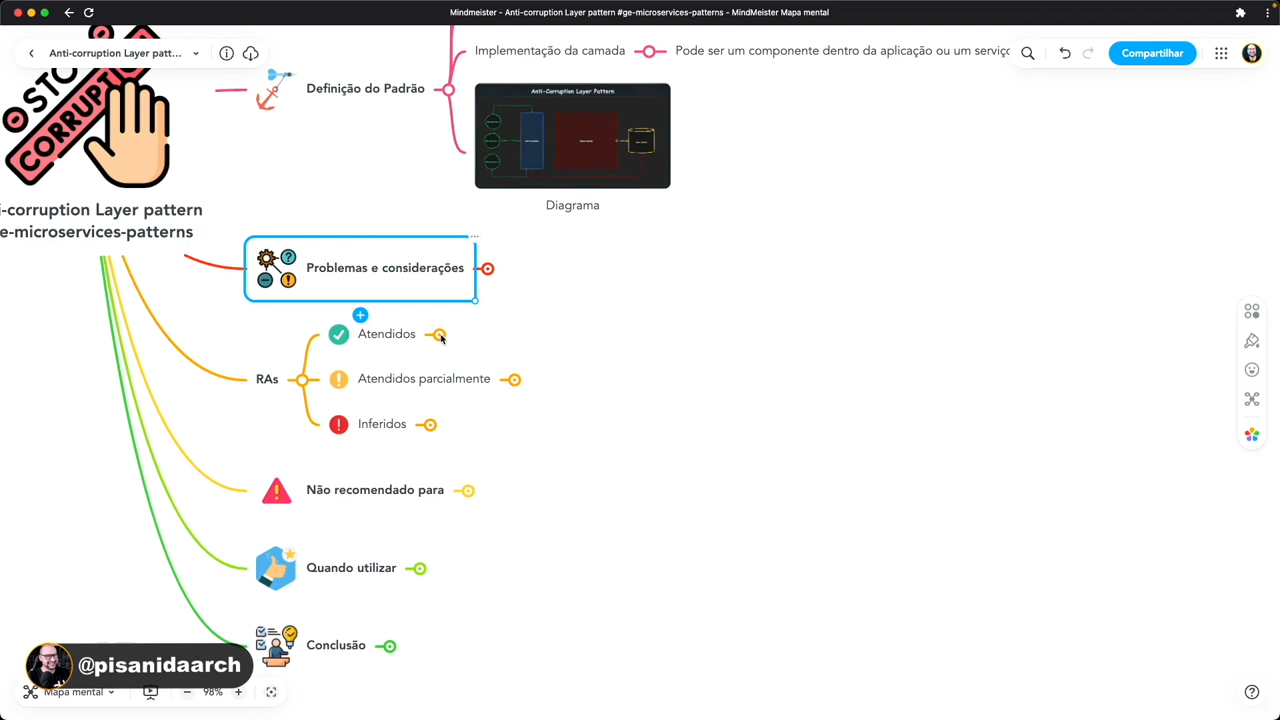 Mindmeister - Anti-corruption Layer pattern #ge-microservices-patterns - MindMeister Mapa mental
Anti-corruption Layer patt...
Compartilhar
Implementação da camada
Pode ser um componente dentro da aplicação ou um serviço
STO
CORRUPT
Definição do Padrão
Anti-Corruption Layer Pattern
Diagrama
i-corruption Layer pattern
e-microservices-patterns
Problemas e considerações
RAs
Atendidos
Atendidos parcialmente
Inferidos
Não recomendado para
Quando utilizar
Conclusão
@pisanidaarch
Mapa mental
98%